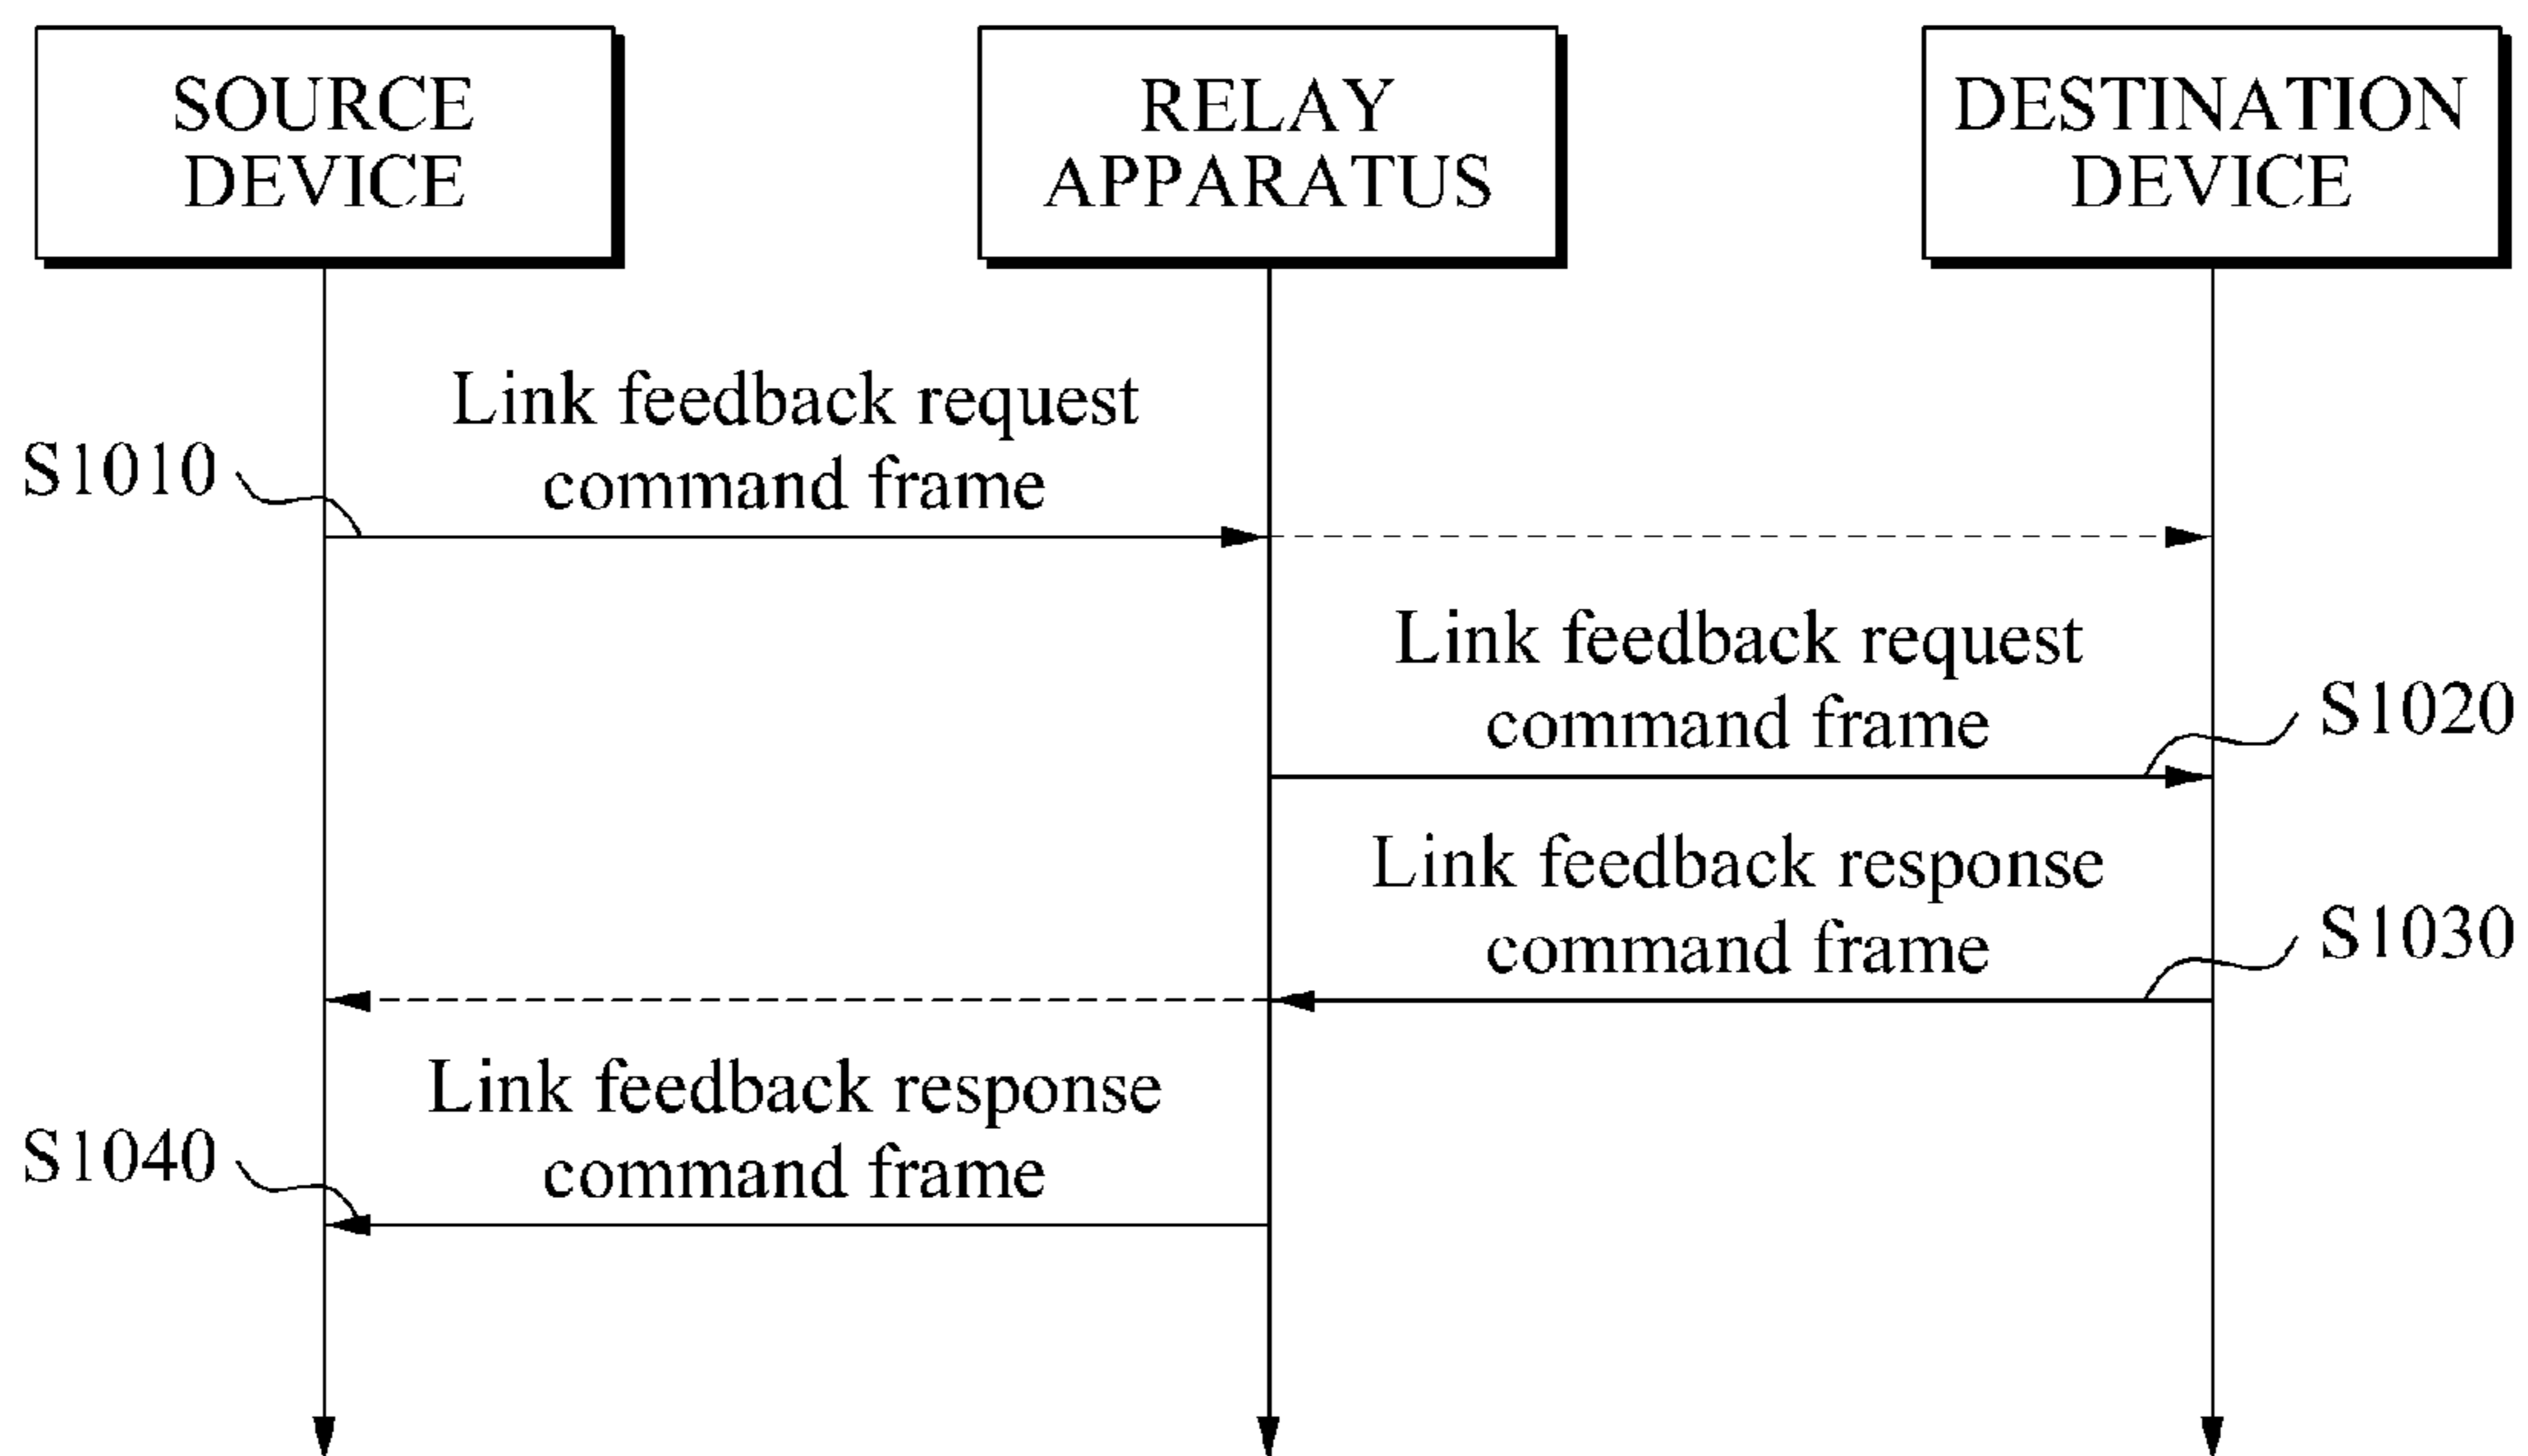 SOURCE
DEVICE
RELAY
APPARATUS
DESTINATION
DEVICE
Link feedback request
command frame
S1010
Link feedback request
command frame
S1020
Link feedback response
command frame
S1030
Link feedback response
command frame
S1040